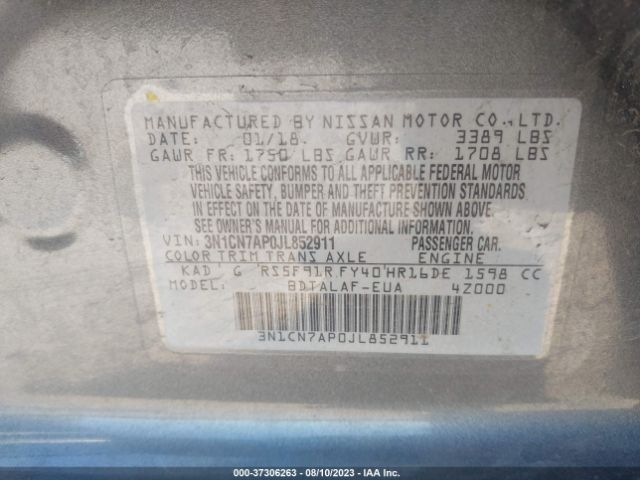 MANUFACTURED BY NISSAN MOTOR CO., LTD.
DATE: 01/18 GVWR: 3389 LBS
GAWR FR: 1750 LBS GAWR RR: 1708 LBS
THIS VEHICLE CONFORMS TO ALL APPLICABLE FEDERAL MOTOR
VEHICLE SAFETY, BUMPER AND THEFT PREVENTION STANDARDS
IN EFFECT ON THE DATE OF MANUFACTURE SHOWN ABOVE.
SEE OWNER'S MANUAL FOR ADDITIONAL INFORMATION.
VIN: 3N1CN7AP0JL852911 PASSENGER CAR.
COLOR TRIM TRANS AXLE ENGINE
KAD G RS5F91R FY40 HR16DE 1598 CC
MODEL: BDTALAF-EUA 4Z000
3N1CN7AP0JL852911
000-37306263 - 08/10/2023 - IAA Inc.